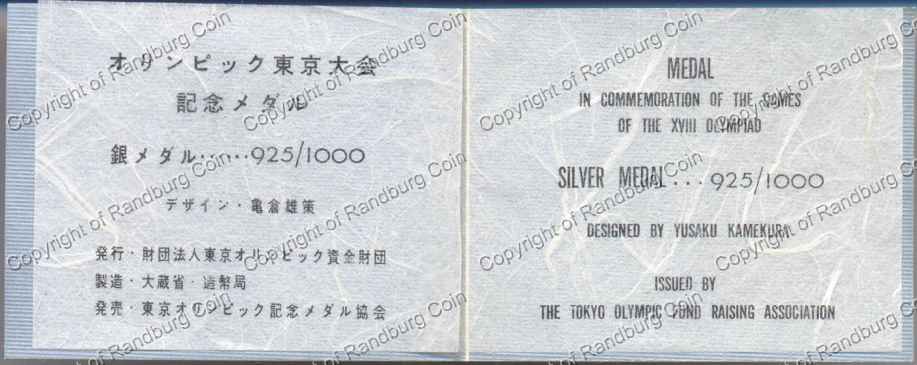 オリンピック東京大会
記念メダル
銀メダル・・・・・925/1000
デザイン・亀倉雄策
発行・財団法人東京オリンピック資金財団
製造・大蔵省・造幣局
発売・東京オリンピック記念メダル協会
MEDAL
IN COMMEMORATION OF THE GAMES
OF THE XVIII OLYMPIAD
SILVER MEDAL... 925/1000
DESIGNED BY YUSAKU KAMEKURA
ISSUED BY
THE TOKYO OLYMPIC FUND RAISING ASSOCIATION
Copyright of Randburg Coin